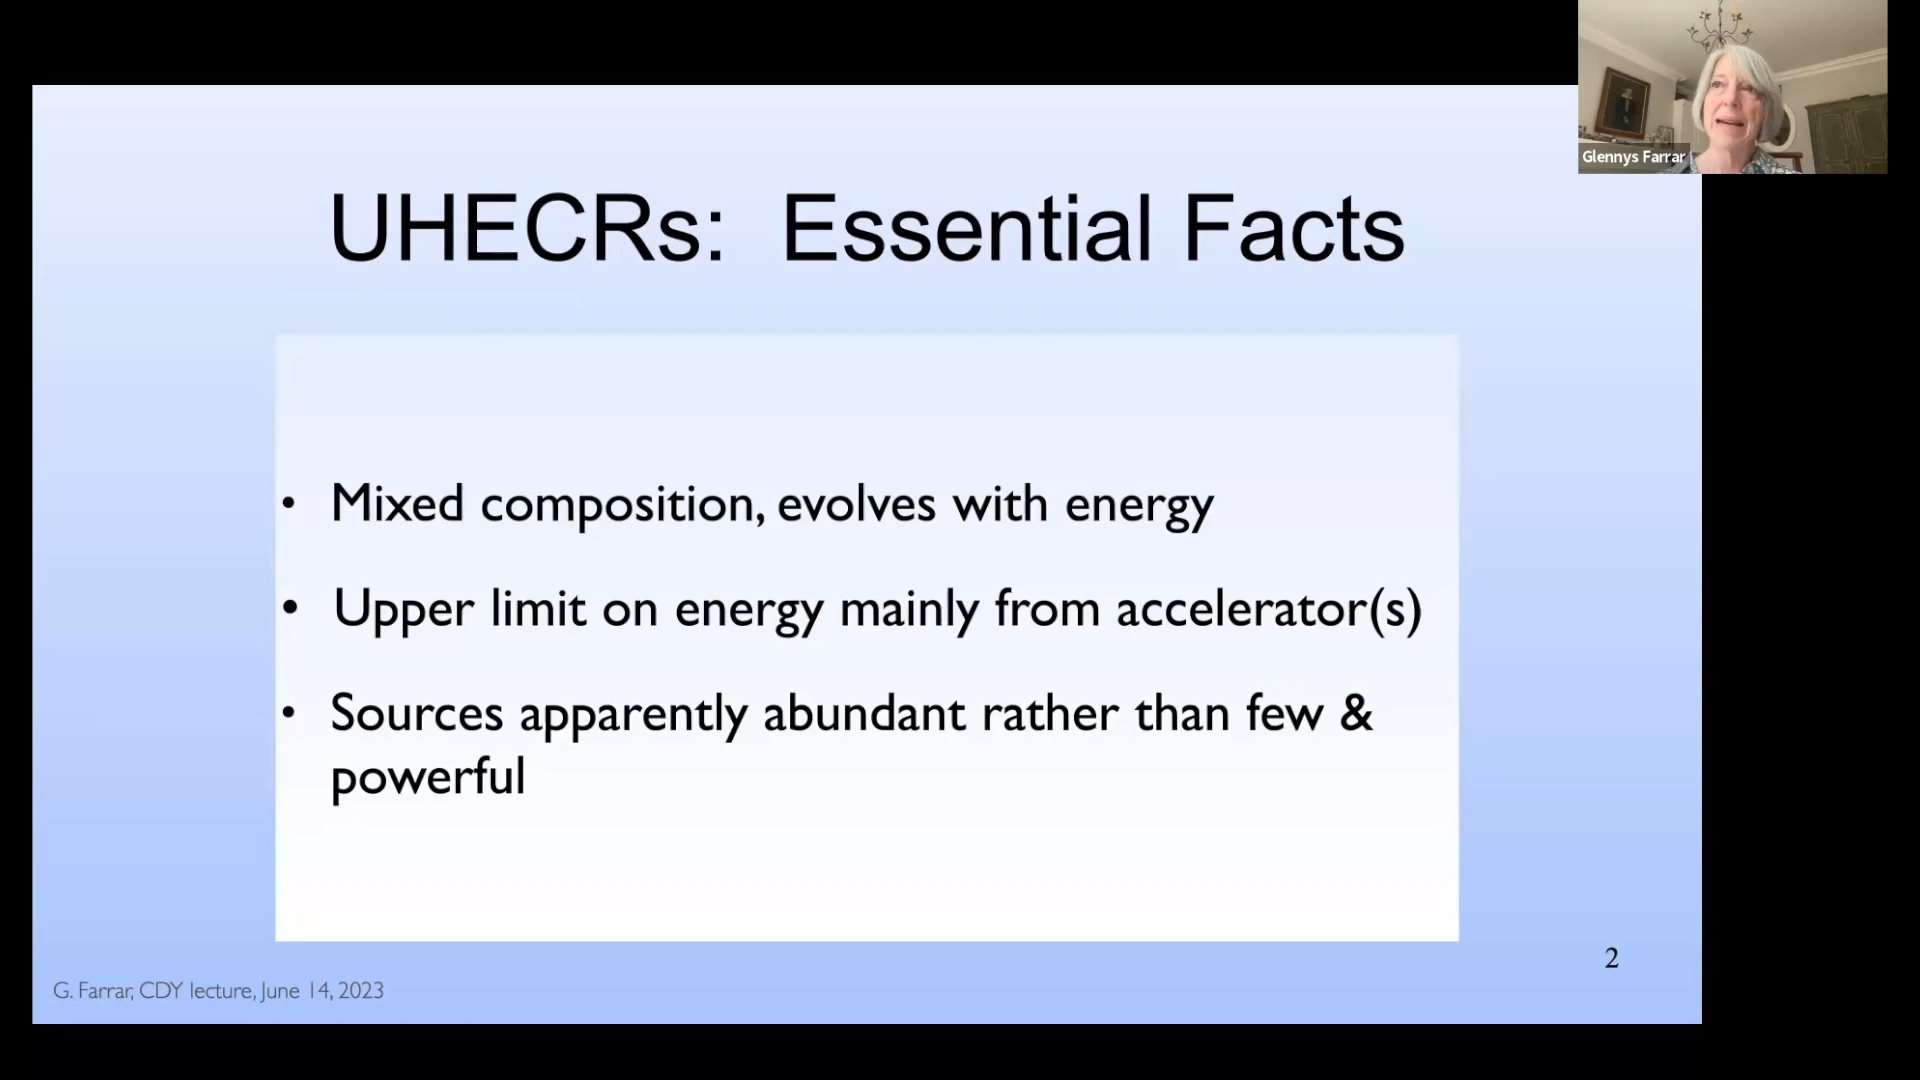 Glennys Farrar
UHECRs: Essential Facts
• Mixed composition, evolves with energy
• Upper limit on energy mainly from accelerator(s)
• Sources apparently abundant rather than few &
powerful
2
G. Farrar, CDY lecture, June 14, 2023